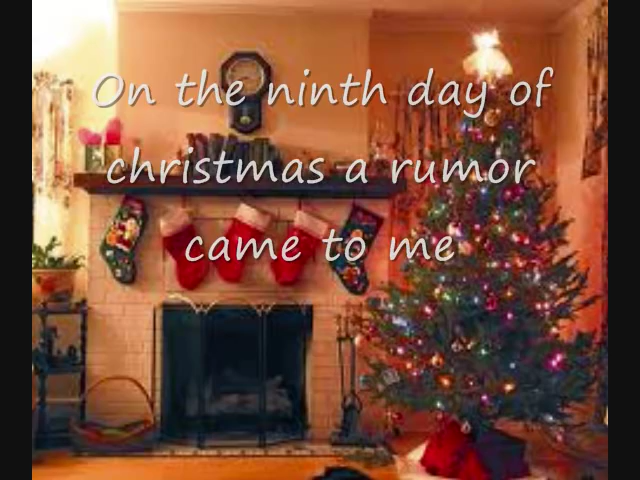 On the ninth day of
christmas a rumor
came to me